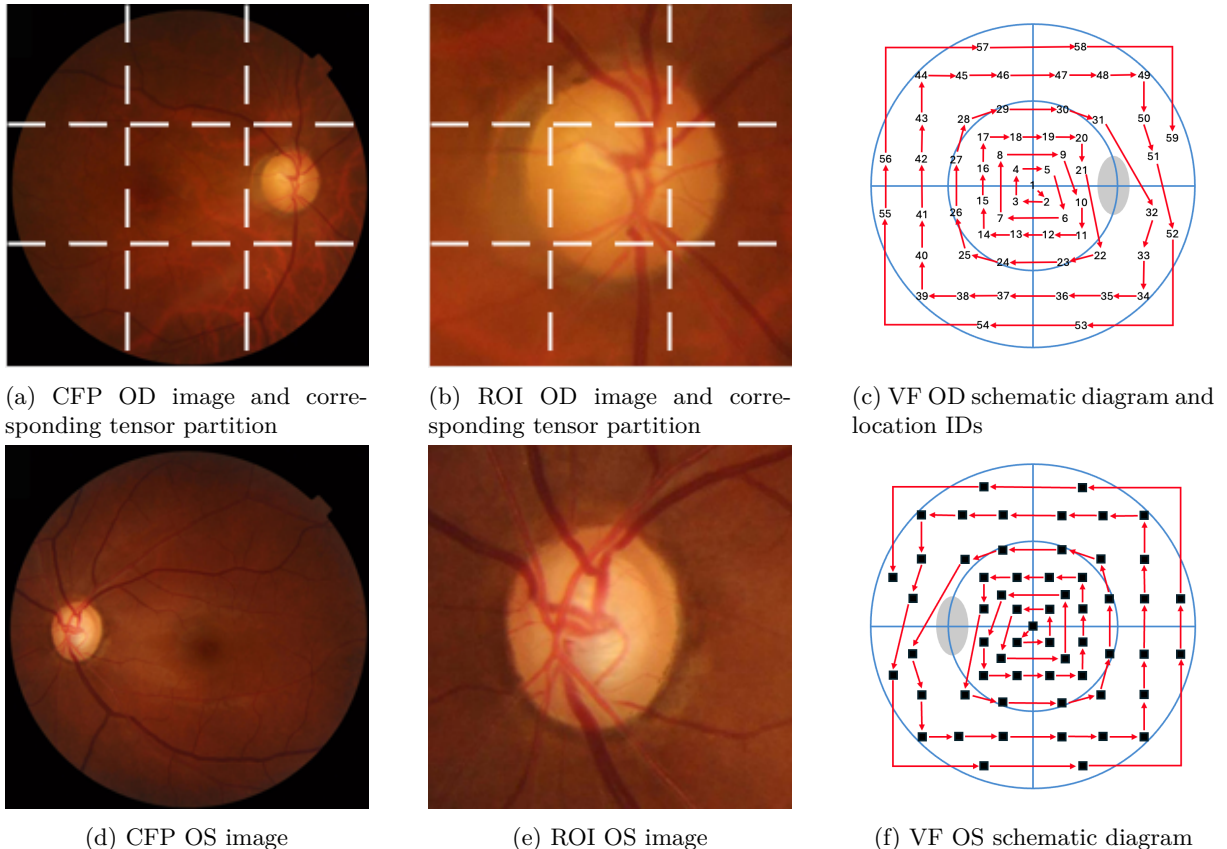 57 58
44 45 46 47 48 49
29 30
43 28 31 50
17 18 19 20 59
56 42 27 8 9 51
16 4 5 21
1
55 41 26 15 3 2 10 32
7 6 52
14 13 12 11
40 25 24 23 22 33
39 38 37 36 35 34
54 53
(a) CFP OD image and corre-
sponding tensor partition
(b) ROI OD image and corre-
sponding tensor partition
(c) VF OD schematic diagram and
location IDs
(d) CFP OS image
(e) ROI OS image
(f) VF OS schematic diagram